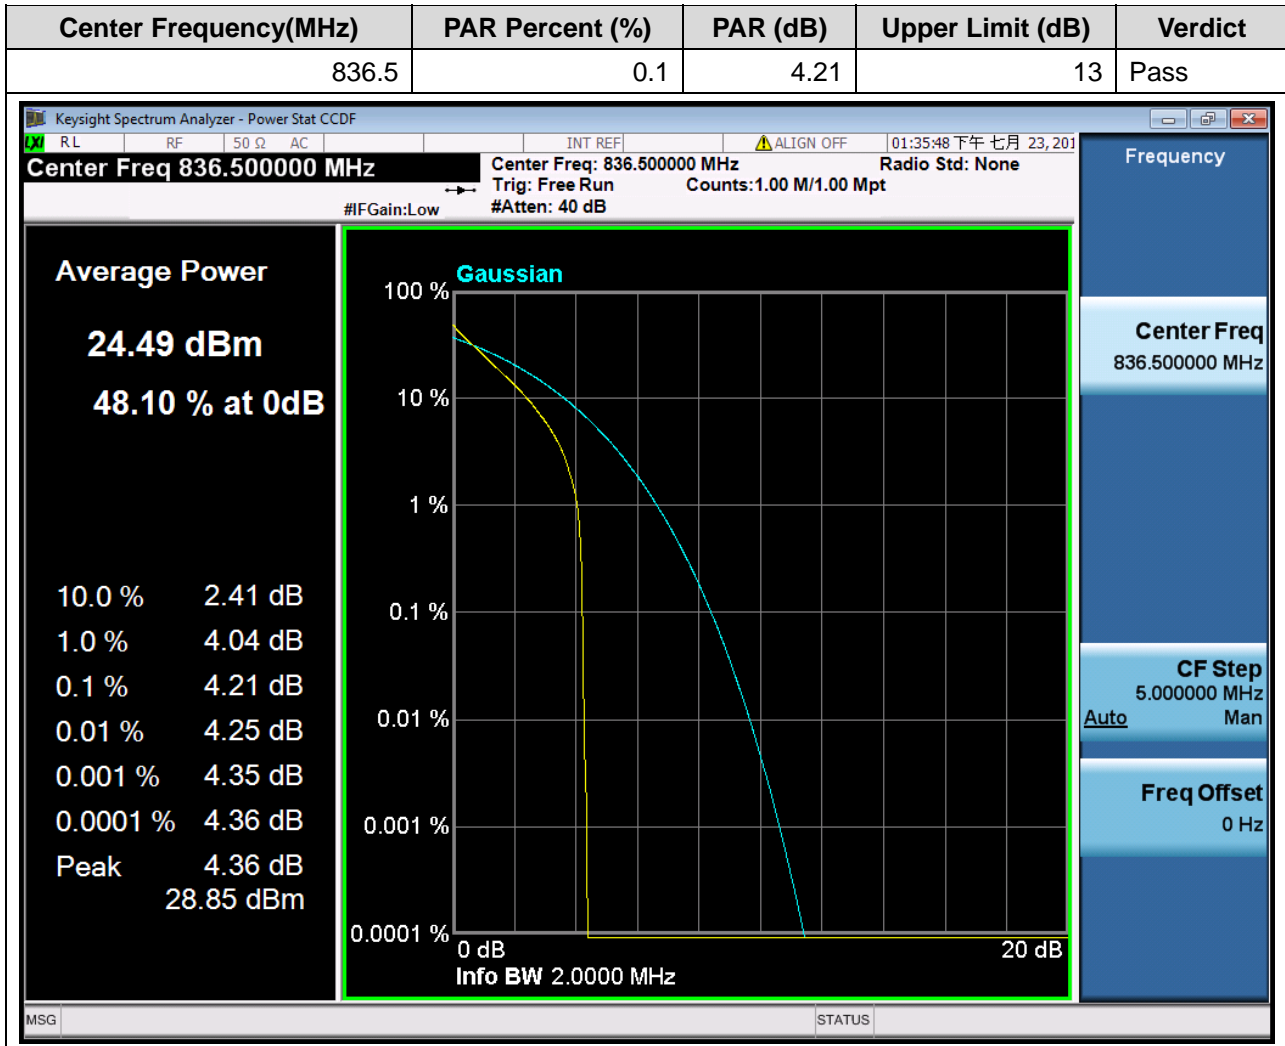 Center Frequency(MHz) PAR Percent (%) PAR (dB) Upper Limit (dB) Verdict
836.5 0.1 4.21 13 Pass
Keysight Spectrum Analyzer - Power Stat CCDF
LXI RL RF 50 Ω AC INT REF ALIGN OFF 01:35:48 下午 七月 23, 201
Center Freq 836.500000 MHz
Center Freq: 836.500000 MHz Radio Std: None
Trig: Free Run Counts:1.00 M/1.00 Mpt
#IFGain:Low #Atten: 40 dB
Average Power
24.49 dBm
48.10 % at 0dB
10.0 % 2.41 dB
1.0 % 4.04 dB
0.1 % 4.21 dB
0.01 % 4.25 dB
0.001 % 4.35 dB
0.0001 % 4.36 dB
Peak 4.36 dB
28.85 dBm
Gaussian
100 %
10 %
1 %
0.1 %
0.01 %
0.001 %
0.0001 %
0 dB 20 dB
Info BW 2.0000 MHz
Frequency
Center Freq
836.500000 MHz
CF Step
5.000000 MHz
Auto Man
Freq Offset
0 Hz
MSG STATUS